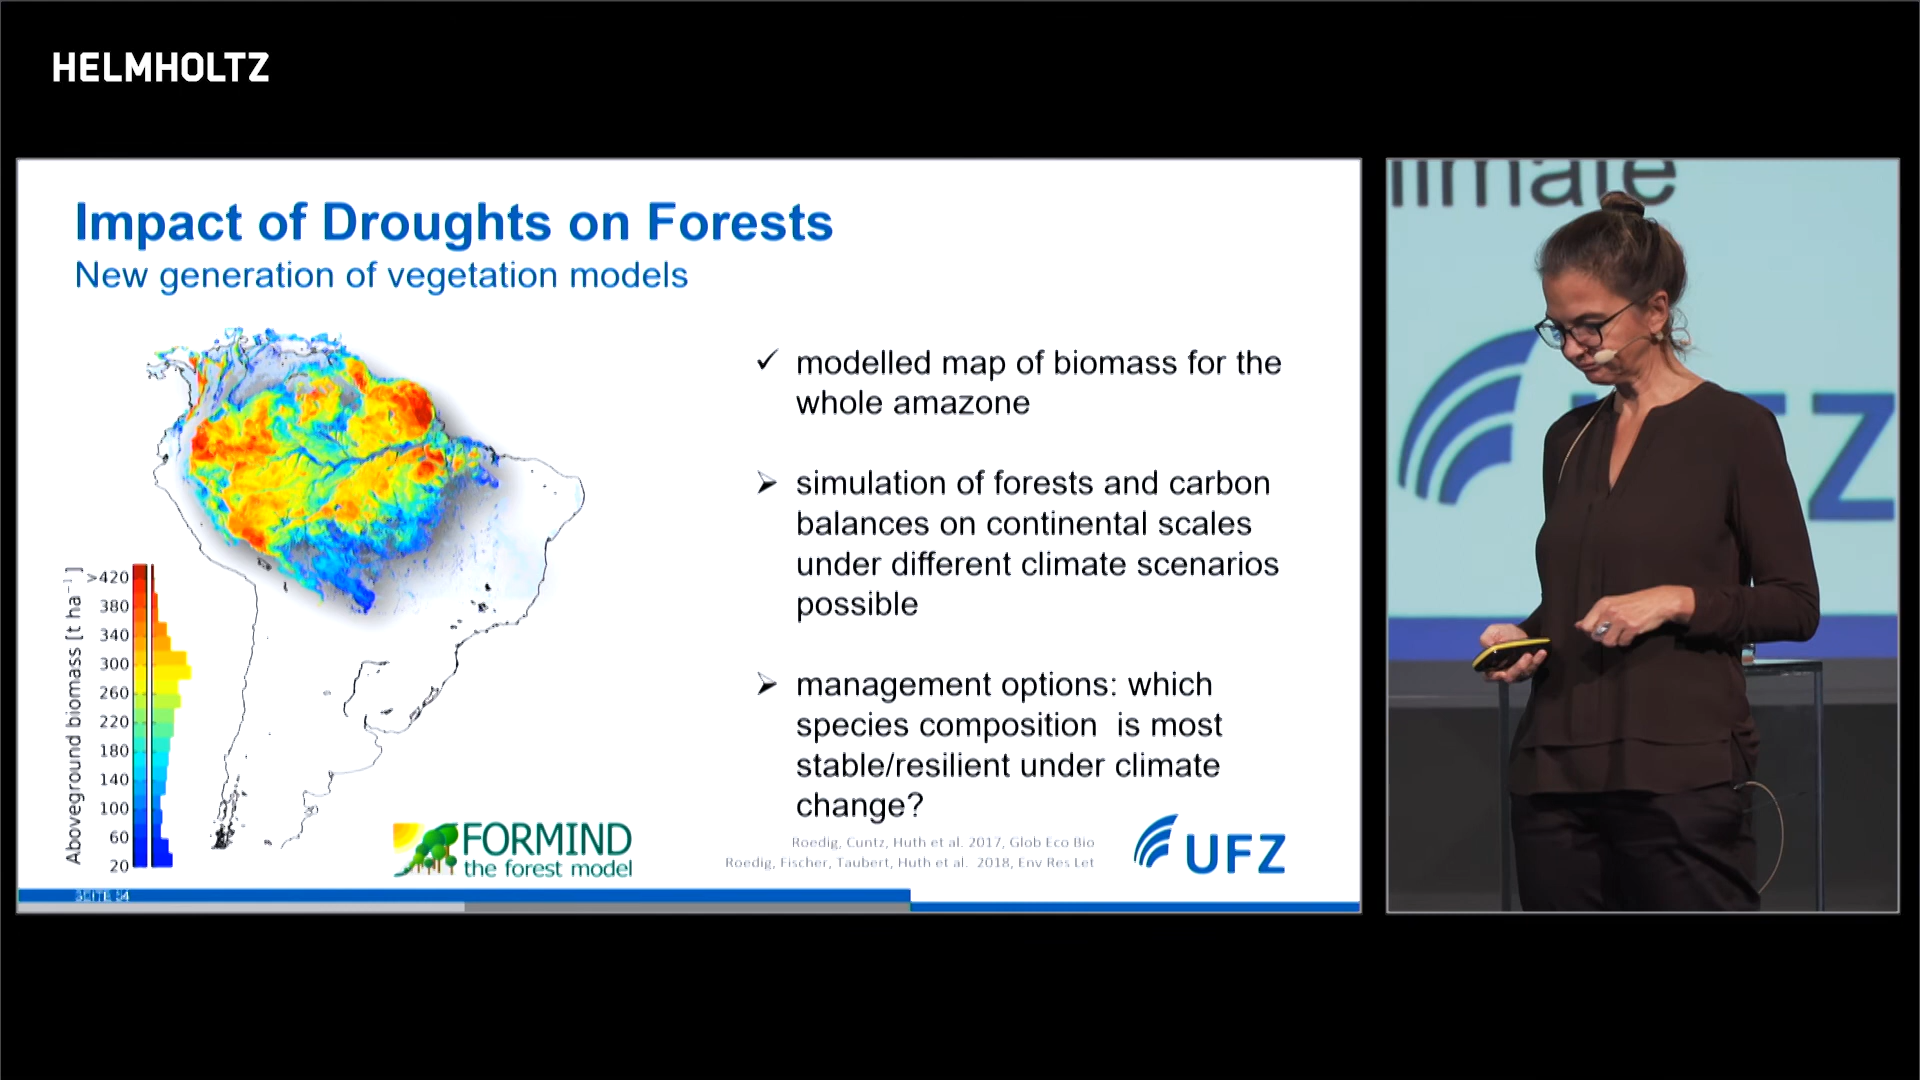 HELMHOLTZ
Impact of Droughts on Forests
New generation of vegetation models
✓ modelled map of biomass for the
whole amazone
➢ simulation of forests and carbon
balances on continental scales
under different climate scenarios
possible
➢ management options: which
species composition is most
stable/resilient under climate
change?
Aboveground biomass [t ha⁻¹]
>420
380
340
300
260
220
180
140
100
60
20
FORMIND
the forest model
Roedig, Cuntz, Huth et al. 2017, Glob Eco Bio
Roedig, Fischer, Taubert, Huth et al. 2018, Env Res Let
UFZ
SEITE 54
limate
UFZ